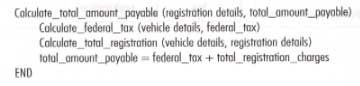 Calculate_total_amount_payable (registration details, total_amount_payable)
Calculate_federal_tax (vehicle details, federal_tax)
Calculate_total_registration (vehicle details, registration details)
total_amount_payable = federal_tax + total_registration_charges
END